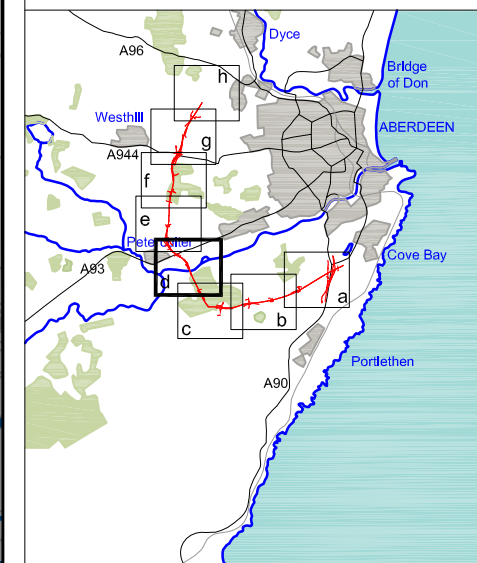 Dyce
A96
h
Bridge
of Don
Westhill
ABERDEEN
g
A944
f
e
Peterculter
Cove Bay
A93
d
a
b
c
Portlethen
A90